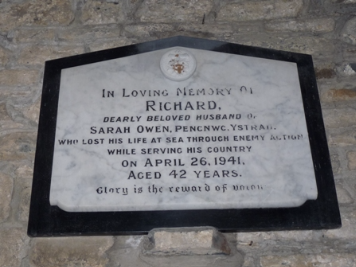 In Loving Memory of
Richard,
dearly beloved husband of
Sarah Owen, Pencnwc, Ystrad,
who lost his life at sea through enemy action
while serving his country
on April 26, 1941,
Aged 42 years.
Glory is the reward of